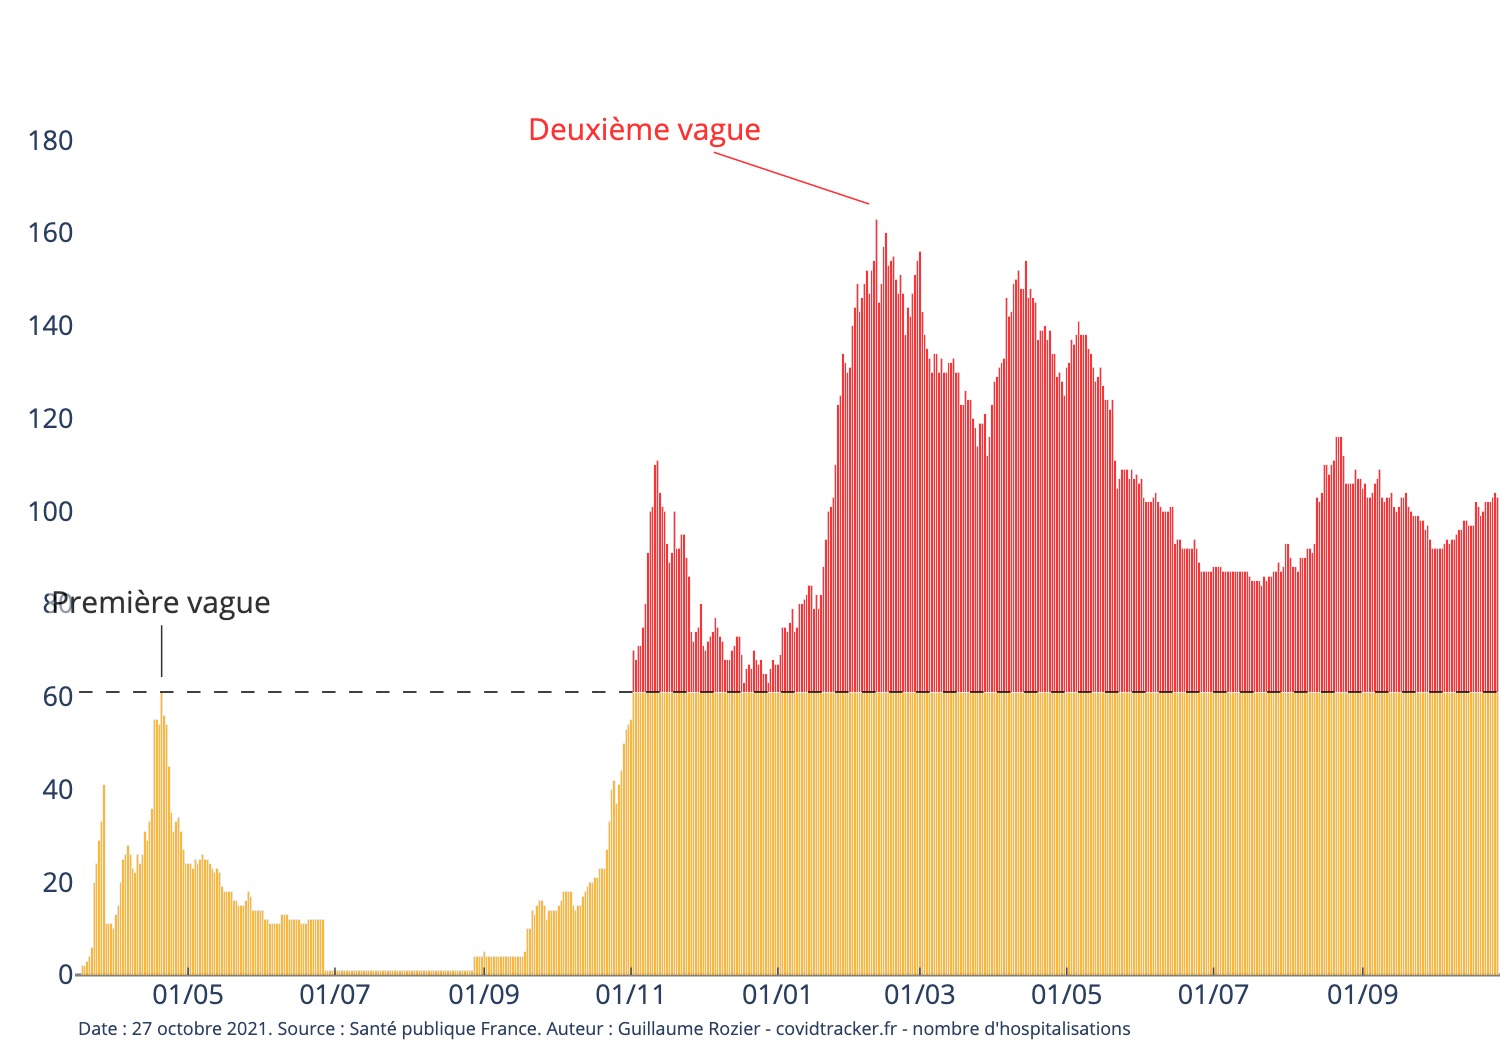 Deuxième vague
180
160
140
120
100
80
Première vague
60
40
20
0
01/05 01/07 01/09 01/11 01/01 01/03 01/05 01/07 01/09
Date : 27 octobre 2021. Source : Santé publique France. Auteur : Guillaume Rozier - covidtracker.fr - nombre d'hospitalisations